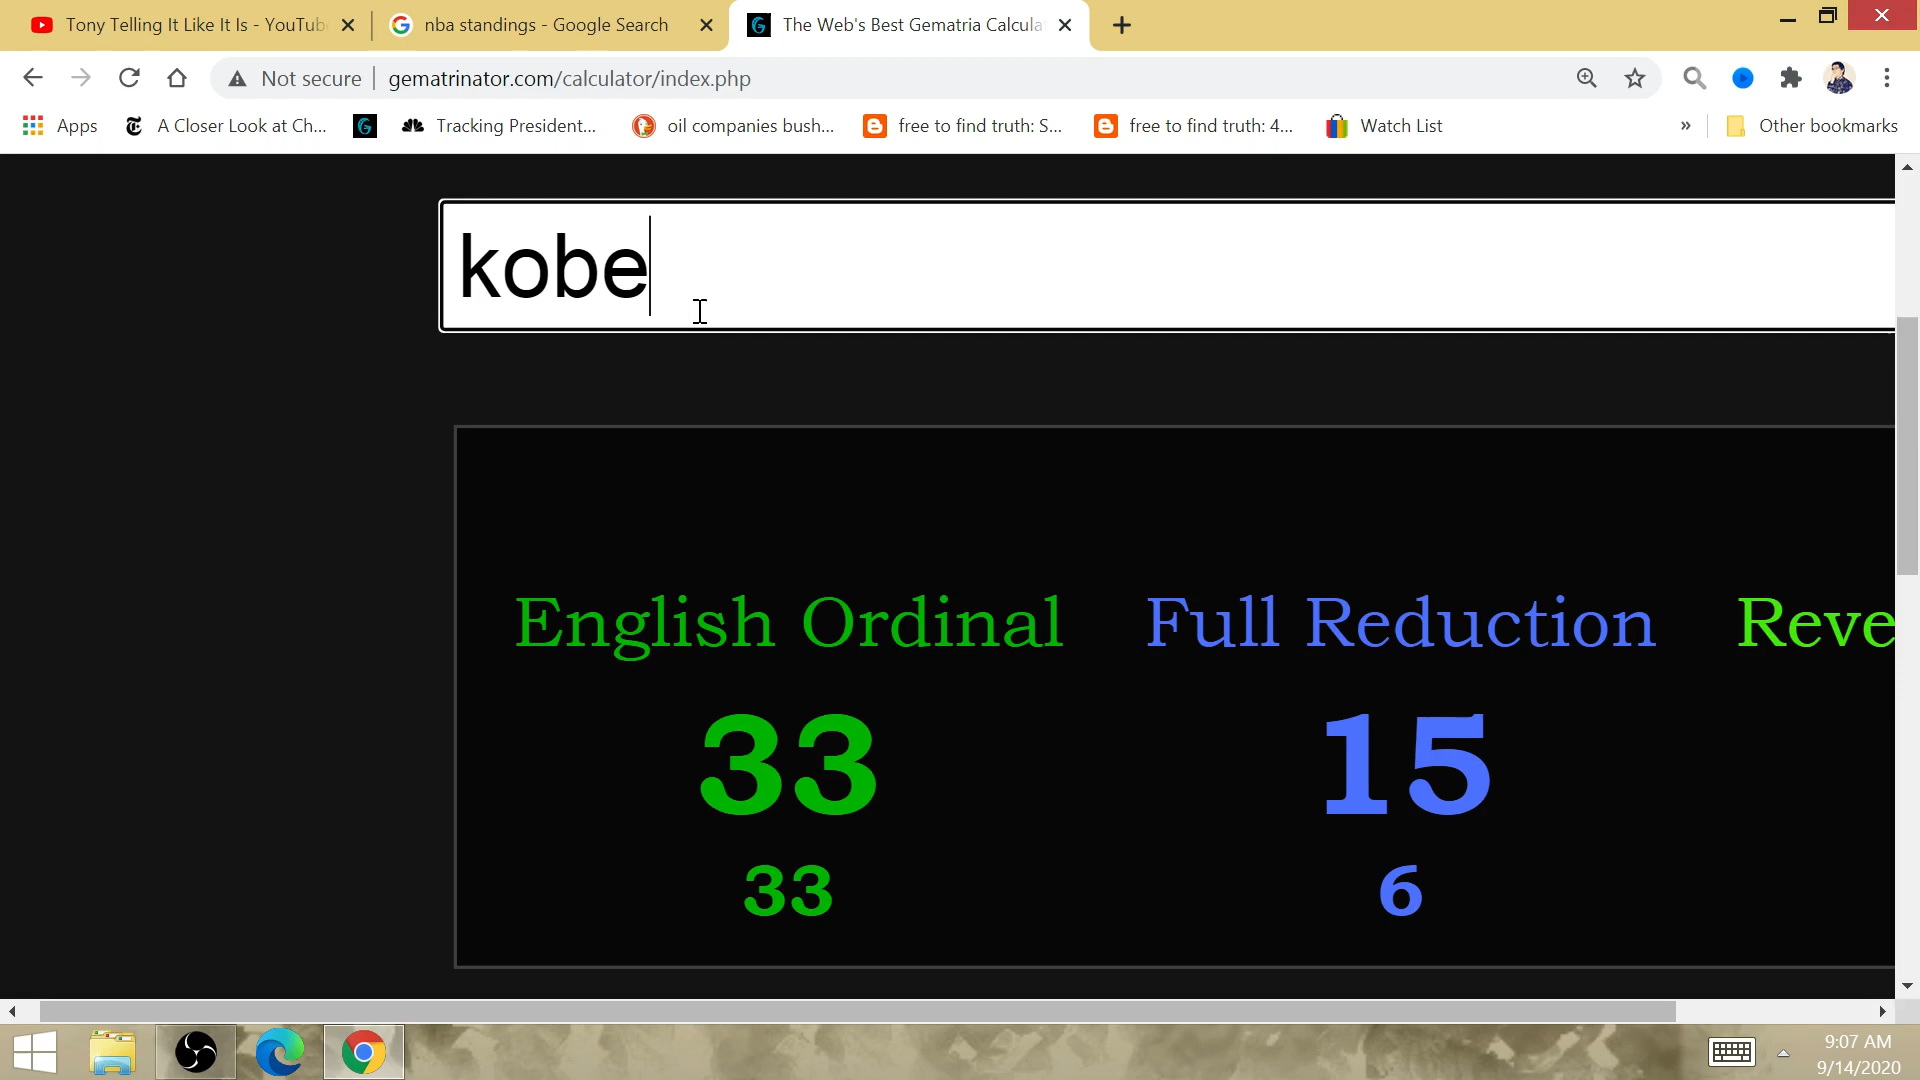 Tony Telling It Like It Is - YouTub
nba standings - Google Search
The Web's Best Gematria Calcula
Not secure
gematrinator.com/calculator/index.php
Apps
A Closer Look at Ch...
Tracking President...
oil companies bush...
free to find truth: S...
free to find truth: 4...
Watch List
»
Other bookmarks
kobe
English Ordinal
Full Reduction
Reve
33
15
33
6
9:07 AM
9/14/2020